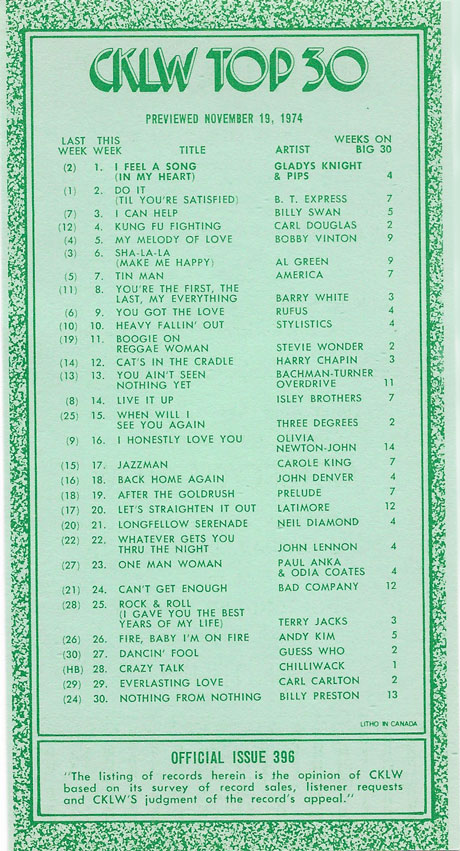 CKLW TOP 30
PREVIEWED NOVEMBER 19, 1974
LAST THIS WEEKS ON
WEEK WEEK TITLE ARTIST BIG 30
(2) 1. I FEEL A SONG GLADYS KNIGHT
(IN MY HEART) & PIPS 4
(1) 2. DO IT
(TIL YOU'RE SATISFIED) B. T. EXPRESS 7
(7) 3. I CAN HELP BILLY SWAN 5
(12) 4. KUNG FU FIGHTING CARL DOUGLAS 2
(4) 5. MY MELODY OF LOVE BOBBY VINTON 9
(3) 6. SHA-LA-LA
(MAKE ME HAPPY) AL GREEN 9
(5) 7. TIN MAN AMERICA 7
(11) 8. YOU'RE THE FIRST, THE
LAST, MY EVERYTHING BARRY WHITE 3
(6) 9. YOU GOT THE LOVE RUFUS 4
(10) 10. HEAVY FALLIN' OUT STYLISTICS 4
(19) 11. BOOGIE ON
REGGAE WOMAN STEVIE WONDER 2
(14) 12. CAT'S IN THE CRADLE HARRY CHAPIN 3
(13) 13. YOU AIN'T SEEN BACHMAN-TURNER
NOTHING YET OVERDRIVE 11
(8) 14. LIVE IT UP ISLEY BROTHERS 7
(25) 15. WHEN WILL I
SEE YOU AGAIN THREE DEGREES 2
(9) 16. I HONESTLY LOVE YOU OLIVIA
NEWTON-JOHN 14
(15) 17. JAZZMAN CAROLE KING 7
(16) 18. BACK HOME AGAIN JOHN DENVER 4
(18) 19. AFTER THE GOLDRUSH PRELUDE 7
(17) 20. LET'S STRAIGHTEN IT OUT LATIMORE 12
(20) 21. LONGFELLOW SERENADE NEIL DIAMOND 4
(22) 22. WHATEVER GETS YOU
THRU THE NIGHT JOHN LENNON 4
(27) 23. ONE MAN WOMAN PAUL ANKA
& ODIA COATES 4
(21) 24. CAN'T GET ENOUGH BAD COMPANY 12
(28) 25. ROCK & ROLL
(I GAVE YOU THE BEST
YEARS OF MY LIFE) TERRY JACKS 3
(26) 26. FIRE, BABY I'M ON FIRE ANDY KIM 5
(30) 27. DANCIN' FOOL GUESS WHO 2
(HB) 28. CRAZY TALK CHILLIWACK 1
(29) 29. EVERLASTING LOVE CARL CARLTON 2
(24) 30. NOTHING FROM NOTHING BILLY PRESTON 13
LITHO IN CANADA
OFFICIAL ISSUE 396
"The listing of records herein is the opinion of CKLW
based on its survey of record sales, listener requests
and CKLW'S judgment of the record's appeal."